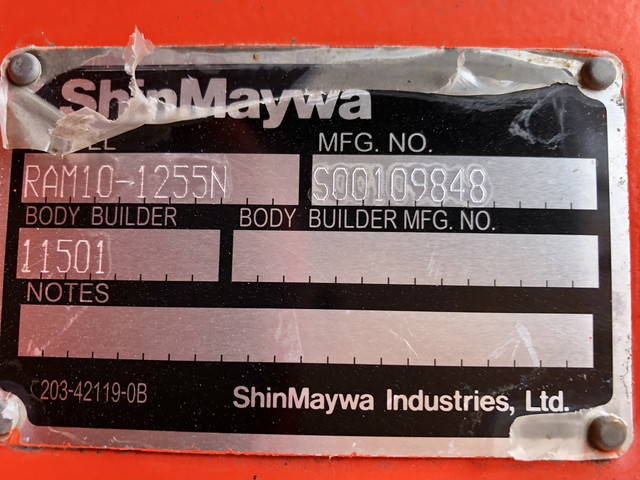 ShinMaywa
MFG. NO.
RAM10-1255N S00109848
BODY BUILDER BODY BUILDER MFG. NO.
11501
NOTES
203-42119-0B ShinMaywa Industries, Ltd.